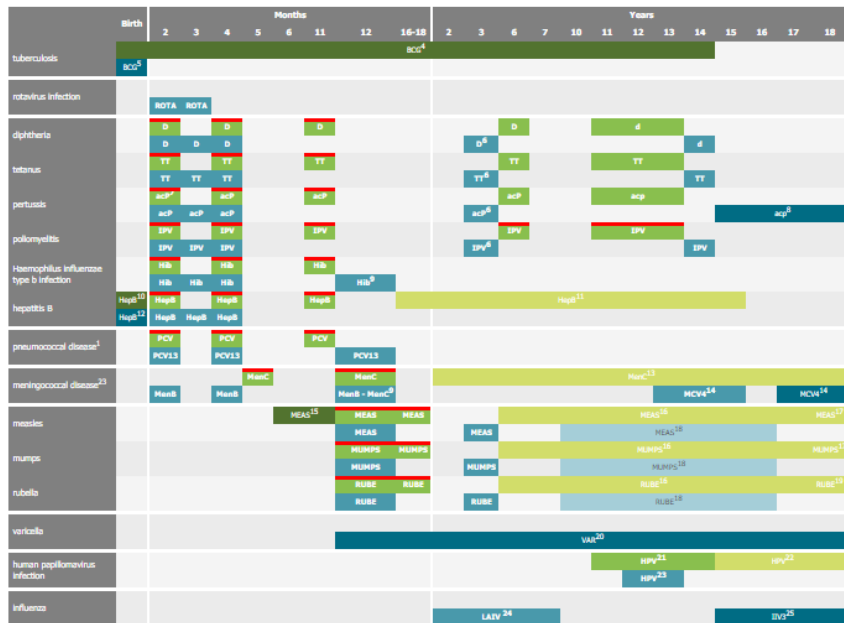 Months Years
Birth 2 3 4 5 6 11 12 16-18 2 3 6 7 10 11 12 13 14 15 16 17 18
tuberculosis BCG4
BCG5
rotavirus infection ROTA ROTA
diphtheria D D D D d
D D D D6 d
tetanus TT TT TT TT TT
TT TT TT TT6 TT
pertussis acP acP acP acP acp
acP acP acP acP6 acp8
poliomyelitis IPV IPV IPV IPV IPV
IPV IPV IPV IPV6 IPV
Haemophilus influenzae type b infection Hib Hib Hib
Hib Hib Hib Hib9
hepatitis B HepB10 HepB HepB HepB HepB11
HepB12 HepB HepB HepB
pneumococcal disease1 PCV PCV PCV
PCV13 PCV13 PCV13
meningococcal disease23 MenC MenC MenC13
MenB MenB MenB - MenC9 MCV414 MCV414
measles MEAS15 MEAS MEAS MEAS16 MEAS17
MEAS MEAS MEAS18
mumps MUMPS MUMPS MUMPS16 MUMPS
MUMPS MUMPS MUMPS18
rubella RUBE RUBE RUBE16 RUBE19
RUBE RUBE RUBE18
varicella VAR20
human papillomavirus infection HPV21 HPV22
HPV23
influenza LAIV 24 IIV325